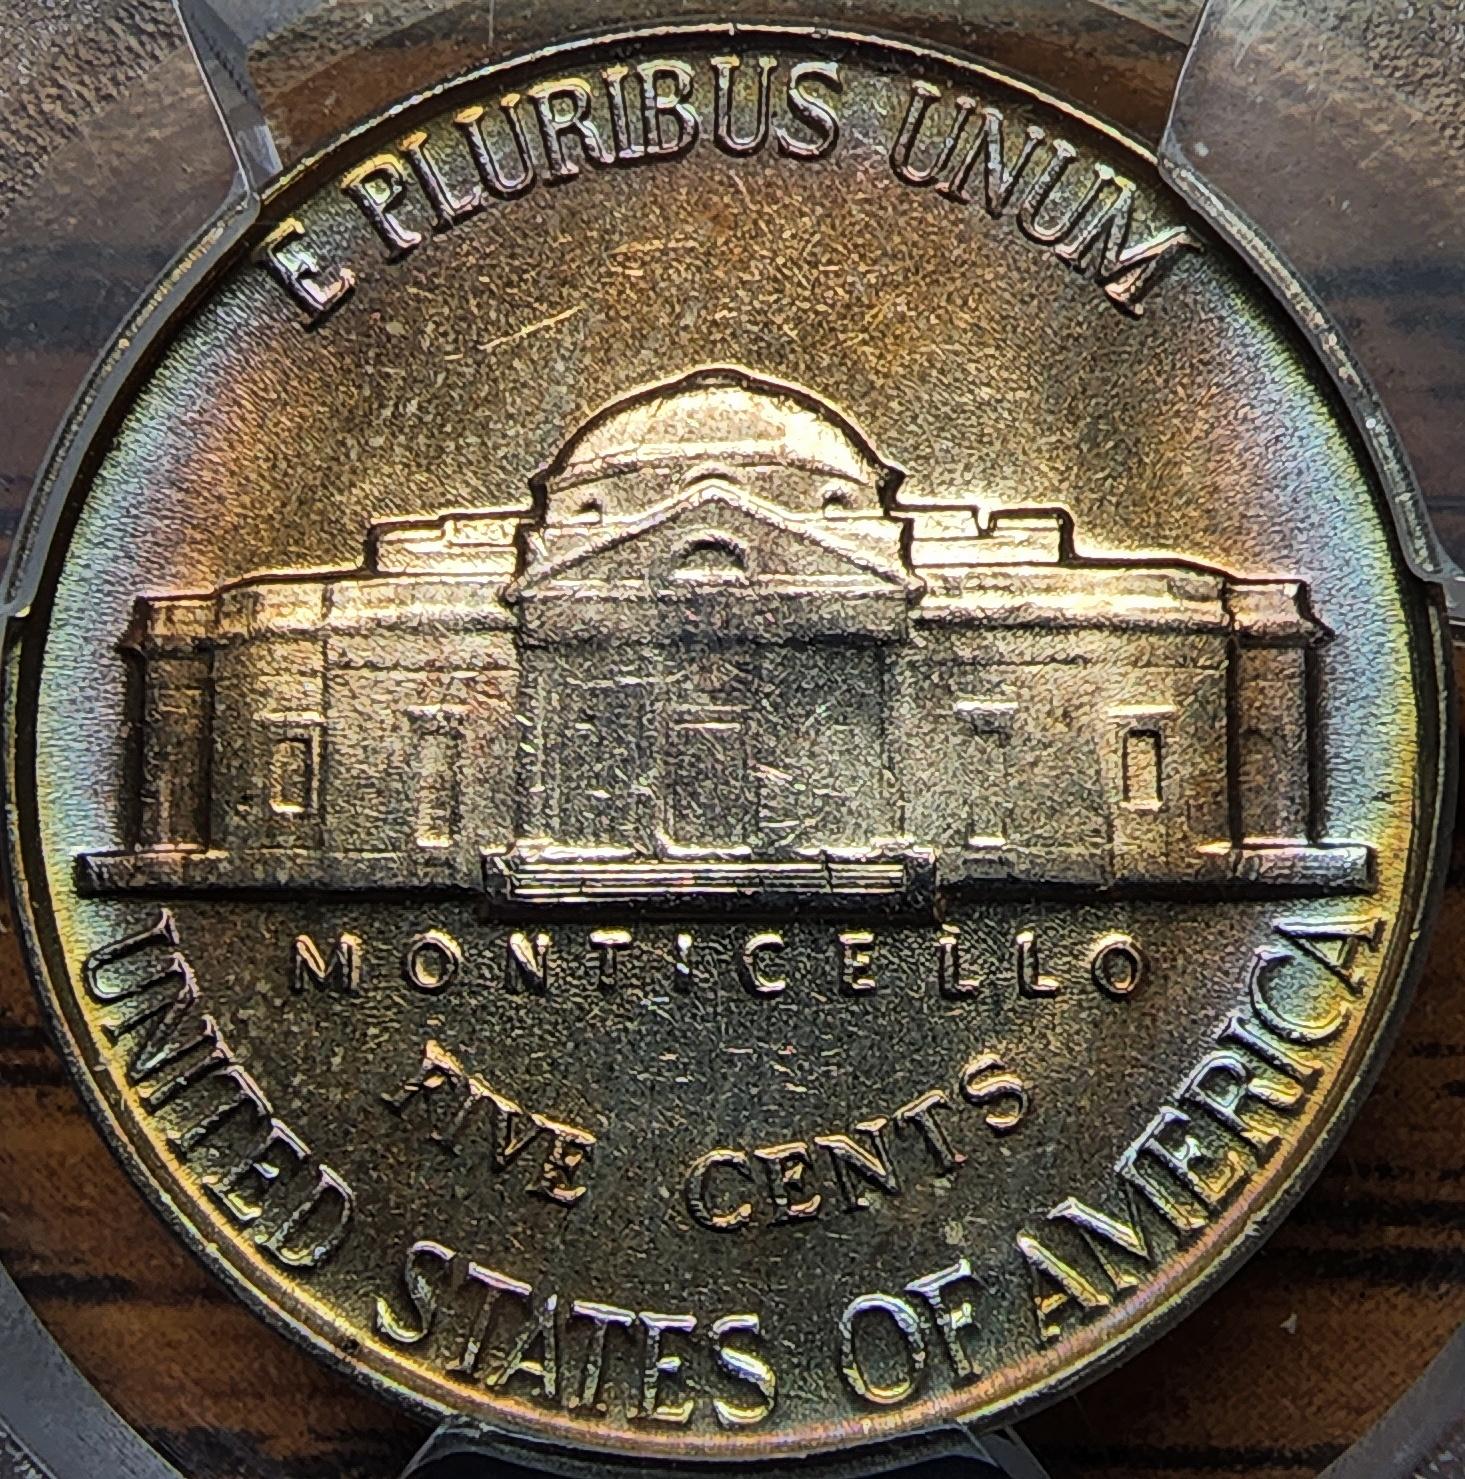 E PLURIBUS UNUM
MONTICELLO
FIVE CENTS
UNITED STATES OF AMERICA